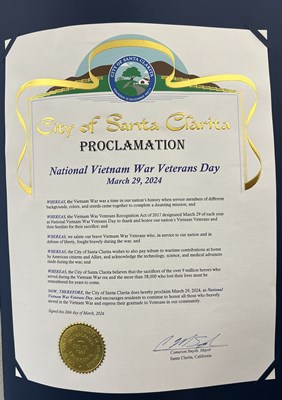 CITY OF SANTA CLARITA
City of Santa Clarita
PROCLAMATION
National Vietnam War Veterans Day
March 29, 2024
WHEREAS, the Vietnam War was a time in our nation's history when service members of different
backgrounds, colors, and creeds came together to complete a daunting mission; and
WHEREAS, the Vietnam War Veterans Recognition Act of 2017 designated March 29 of each year
as National Vietnam War Veterans Day to thank and honor our nation's Vietnam Veterans and
their families for their sacrifice; and
WHEREAS, we salute our brave Vietnam War Veterans who, in service to our nation and in
defense of liberty, fought bravely during the war; and
WHEREAS, the City of Santa Clarita wishes to also pay tribute to wartime contributions at home by
American citizens and Allies, and acknowledge the technology, science, and medical advances
made during the war; and
WHEREAS, the City of Santa Clarita believes that the sacrifices of the over 9 million heroes who
served during the Vietnam War era and the more than 58,000 who lost their lives must be
remembered for years to come.
NOW, THEREFORE, the City of Santa Clarita does hereby proclaim March 29, 2024, as National
Vietnam War Veterans Day, and encourages residents to continue to honor all those who bravely
served in the Vietnam War and express their gratitude to Veterans in our community.
Signed this 26th day of March, 2024
Cameron Smyth, Mayor
Santa Clarita, California